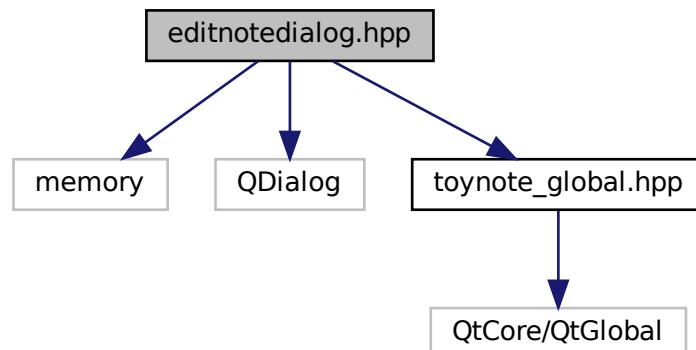 editnotedialog.hpp
memory
QDialog
toynote_global.hpp
QtCore/QtGlobal